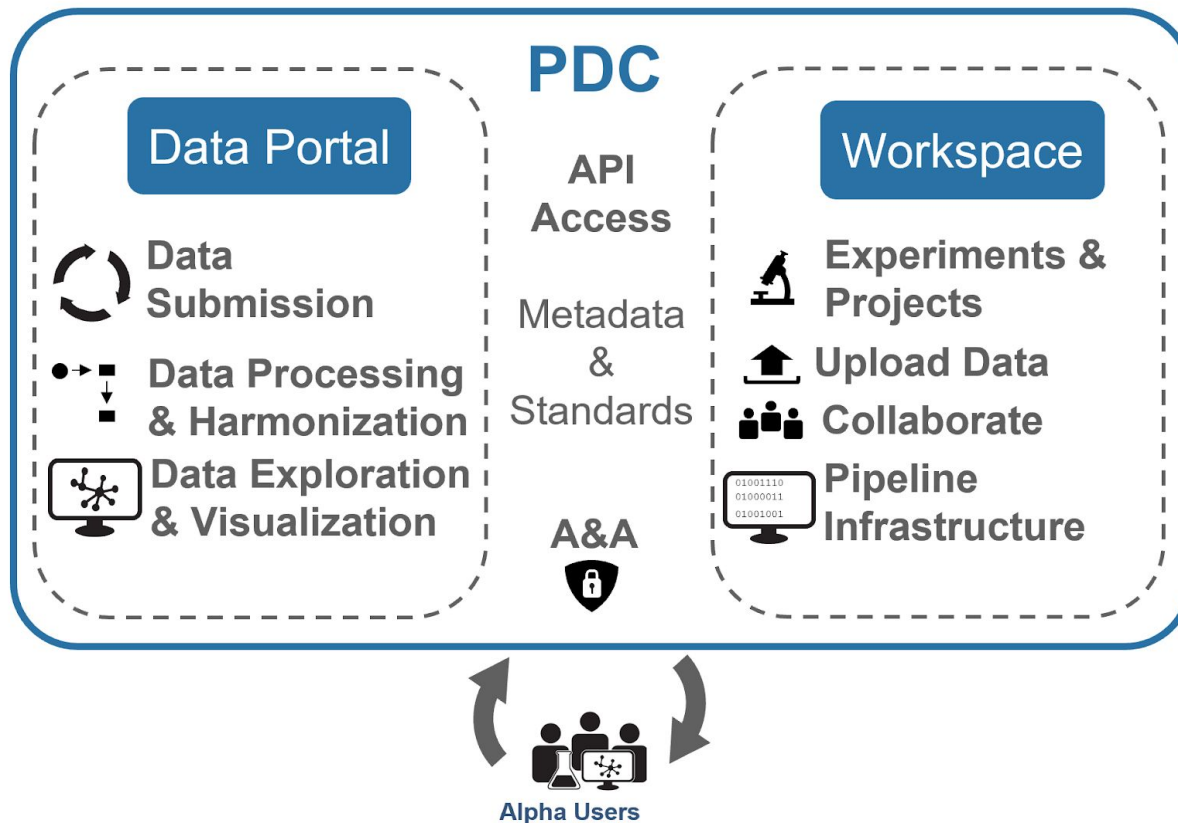 PDC
Data Portal
Data
Submission
Data Processing
& Harmonization
Data Exploration
& Visualization
API
Access
Metadata
&
Standards
A&A
Workspace
Experiments &
Projects
Upload Data
Collaborate
01001110
01000011
01001001
Pipeline
Infrastructure
Alpha Users